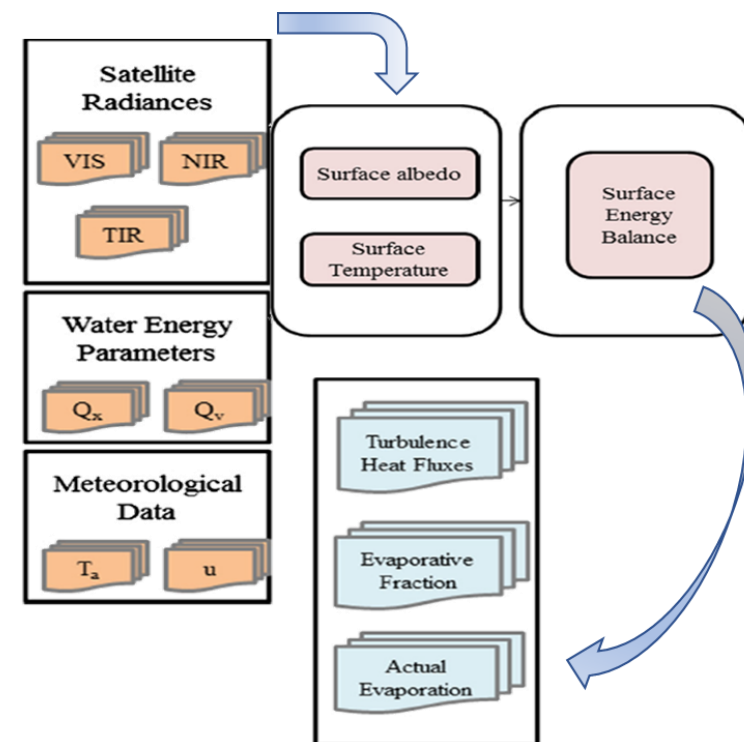 Satellite
Radiances
VIS
NIR
TIR
Water Energy
Parameters
Qx
Qv
Meteorological
Data
Ta
u
Surface albedo
Surface
Temperature
Surface
Energy
Balance
Turbulence
Heat Fluxes
Evaporative
Fraction
Actual
Evaporation